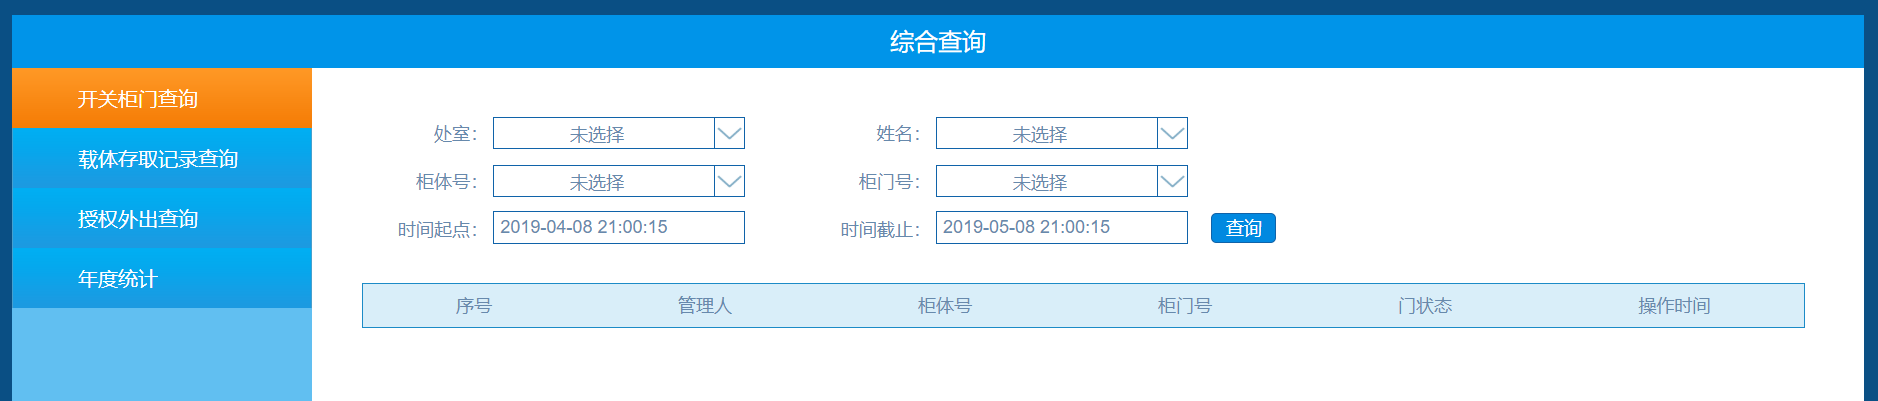 综合查询
开关柜门查询
载体存取记录查询
授权外出查询
年度统计
处室： 未选择 姓名： 未选择
柜体号： 未选择 柜门号： 未选择
时间起点： 2019-04-08 21:00:15 时间截止： 2019-05-08 21:00:15 查询
序号 管理人 柜体号 柜门号 门状态 操作时间